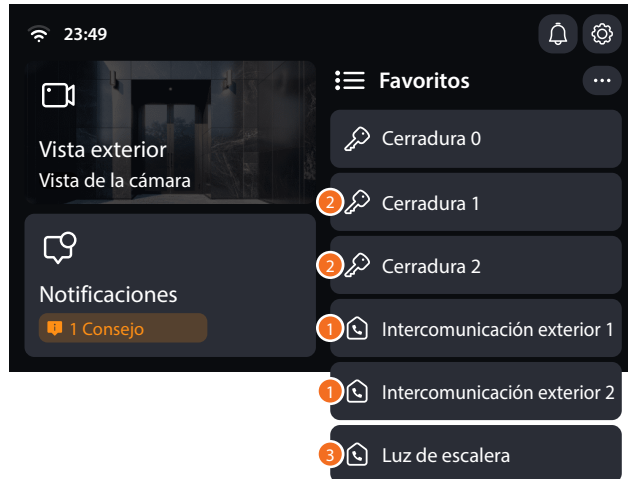 23:49
Vista exterior
Vista de la cámara
Notificaciones
1 Consejo
Favoritos
Cerradura 0
2 Cerradura 1
2 Cerradura 2
1 Intercomunicación exterior 1
1 Intercomunicación exterior 2
3 Luz de escalera